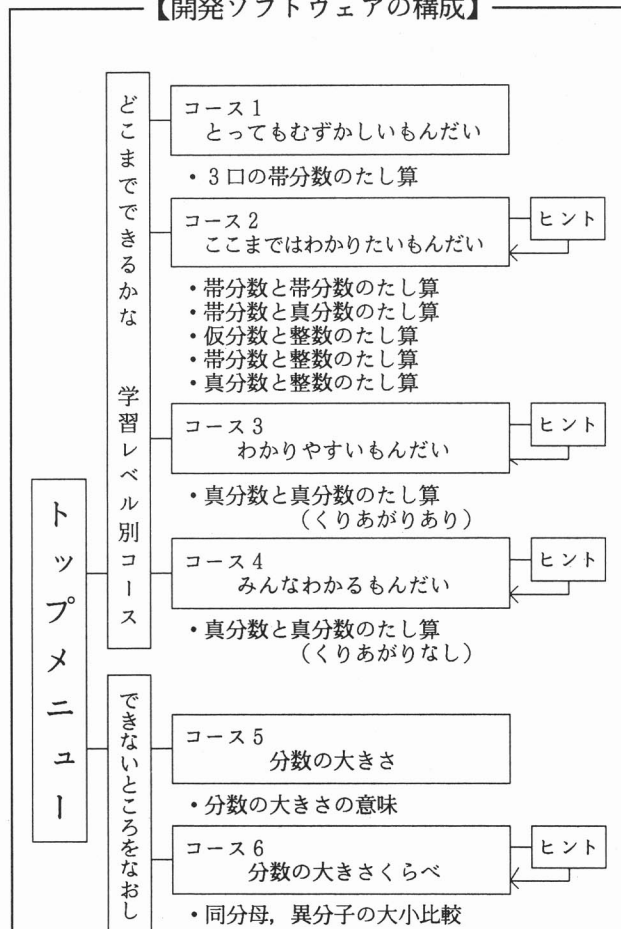 【開発ソフトウェアの構成】
トップメニュー
どこまでできるかな　学習レベル別コース
コース1
とってもむずかしいもんだい
・3口の帯分数のたし算
コース2
ここまではわかりたいもんだい
ヒント
・帯分数と帯分数のたし算
・帯分数と真分数のたし算
・仮分数と整数のたし算
・帯分数と整数のたし算
・真分数と整数のたし算
コース3
わかりやすいもんだい
ヒント
・真分数と真分数のたし算
（くりあがりあり）
コース4
みんなわかるもんだい
ヒント
・真分数と真分数のたし算
（くりあがりなし）
できないところをなおし
コース5
分数の大きさ
・分数の大きさの意味
コース6
分数の大きさくらべ
ヒント
・同分母，異分子の大小比較